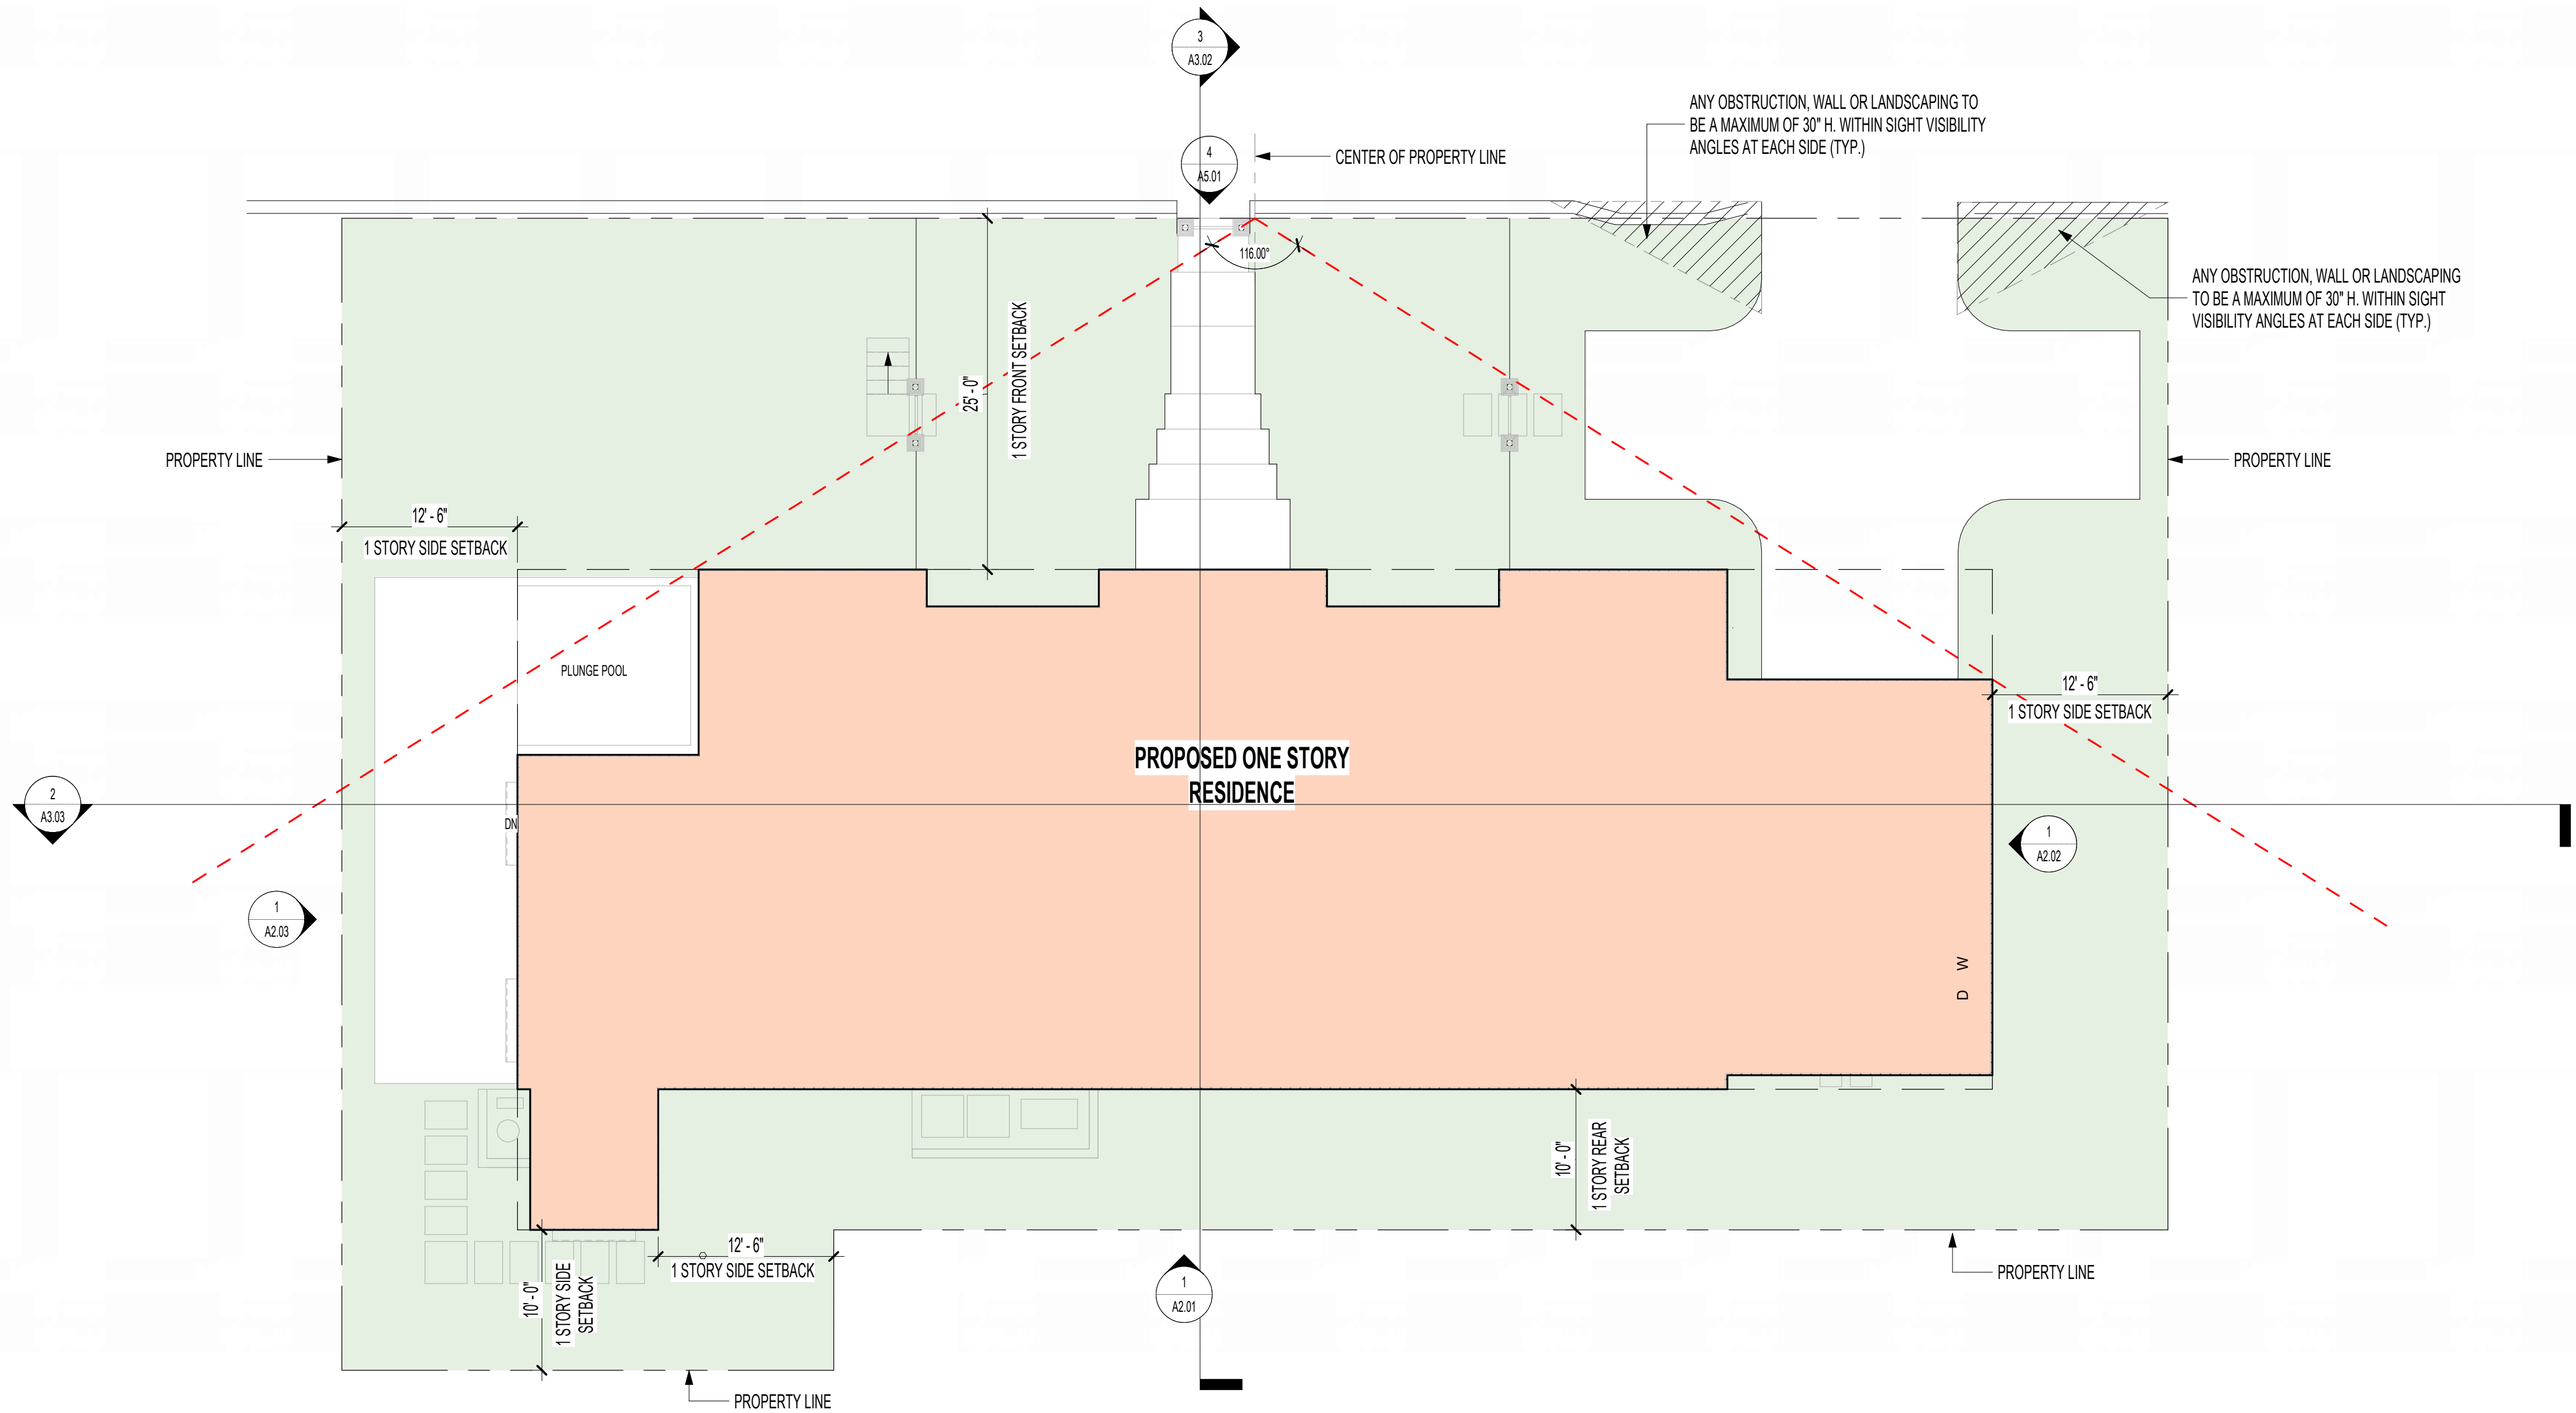 3
A3.02
ANY OBSTRUCTION, WALL OR LANDSCAPING TO
BE A MAXIMUM OF 30" H. WITHIN SIGHT VISIBILITY
ANGLES AT EACH SIDE (TYP.)
4
A5.01
CENTER OF PROPERTY LINE
116.00°
ANY OBSTRUCTION, WALL OR LANDSCAPING
TO BE A MAXIMUM OF 30" H. WITHIN SIGHT
VISIBILITY ANGLES AT EACH SIDE (TYP.)
25' - 0"
1 STORY FRONT SETBACK
PROPERTY LINE
PROPERTY LINE
12' - 6"
1 STORY SIDE SETBACK
PLUNGE POOL
12' - 6"
1 STORY SIDE SETBACK
PROPOSED ONE STORY
RESIDENCE
2
A3.03
DN
1
A2.02
1
A2.03
D W
10' - 0"
1 STORY REAR
SETBACK
12' - 6"
1 STORY SIDE SETBACK
10' - 0"
1 STORY SIDE
SETBACK
1
A2.01
PROPERTY LINE
PROPERTY LINE